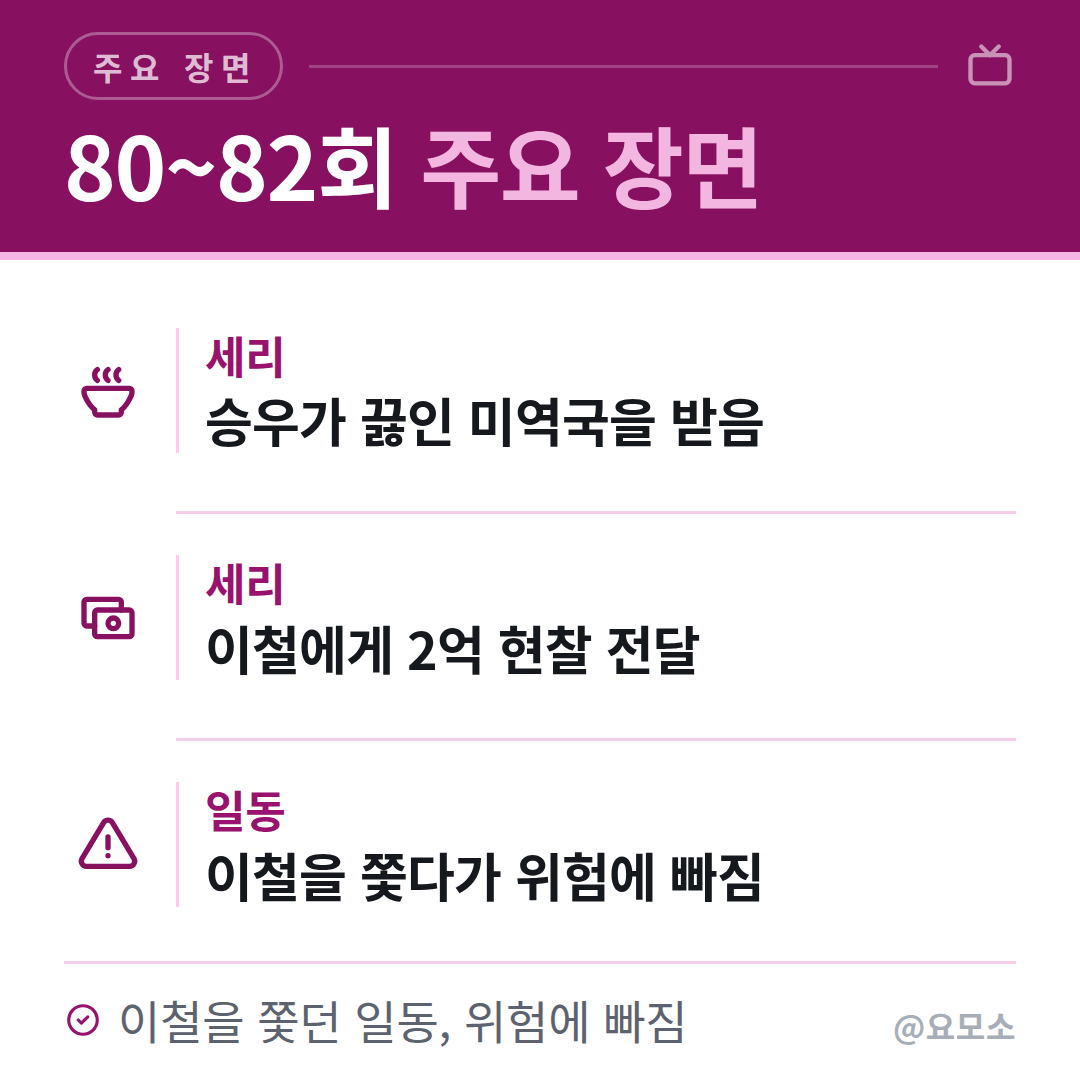 주요 장면
80~82회 주요 장면
세리
승우가 끓인 미역국을 받음
세리
이철에게 2억 현찰 전달
일동
이철을 쫓다가 위험에 빠짐
이철을 쫓던 일동, 위험에 빠짐
@요모소